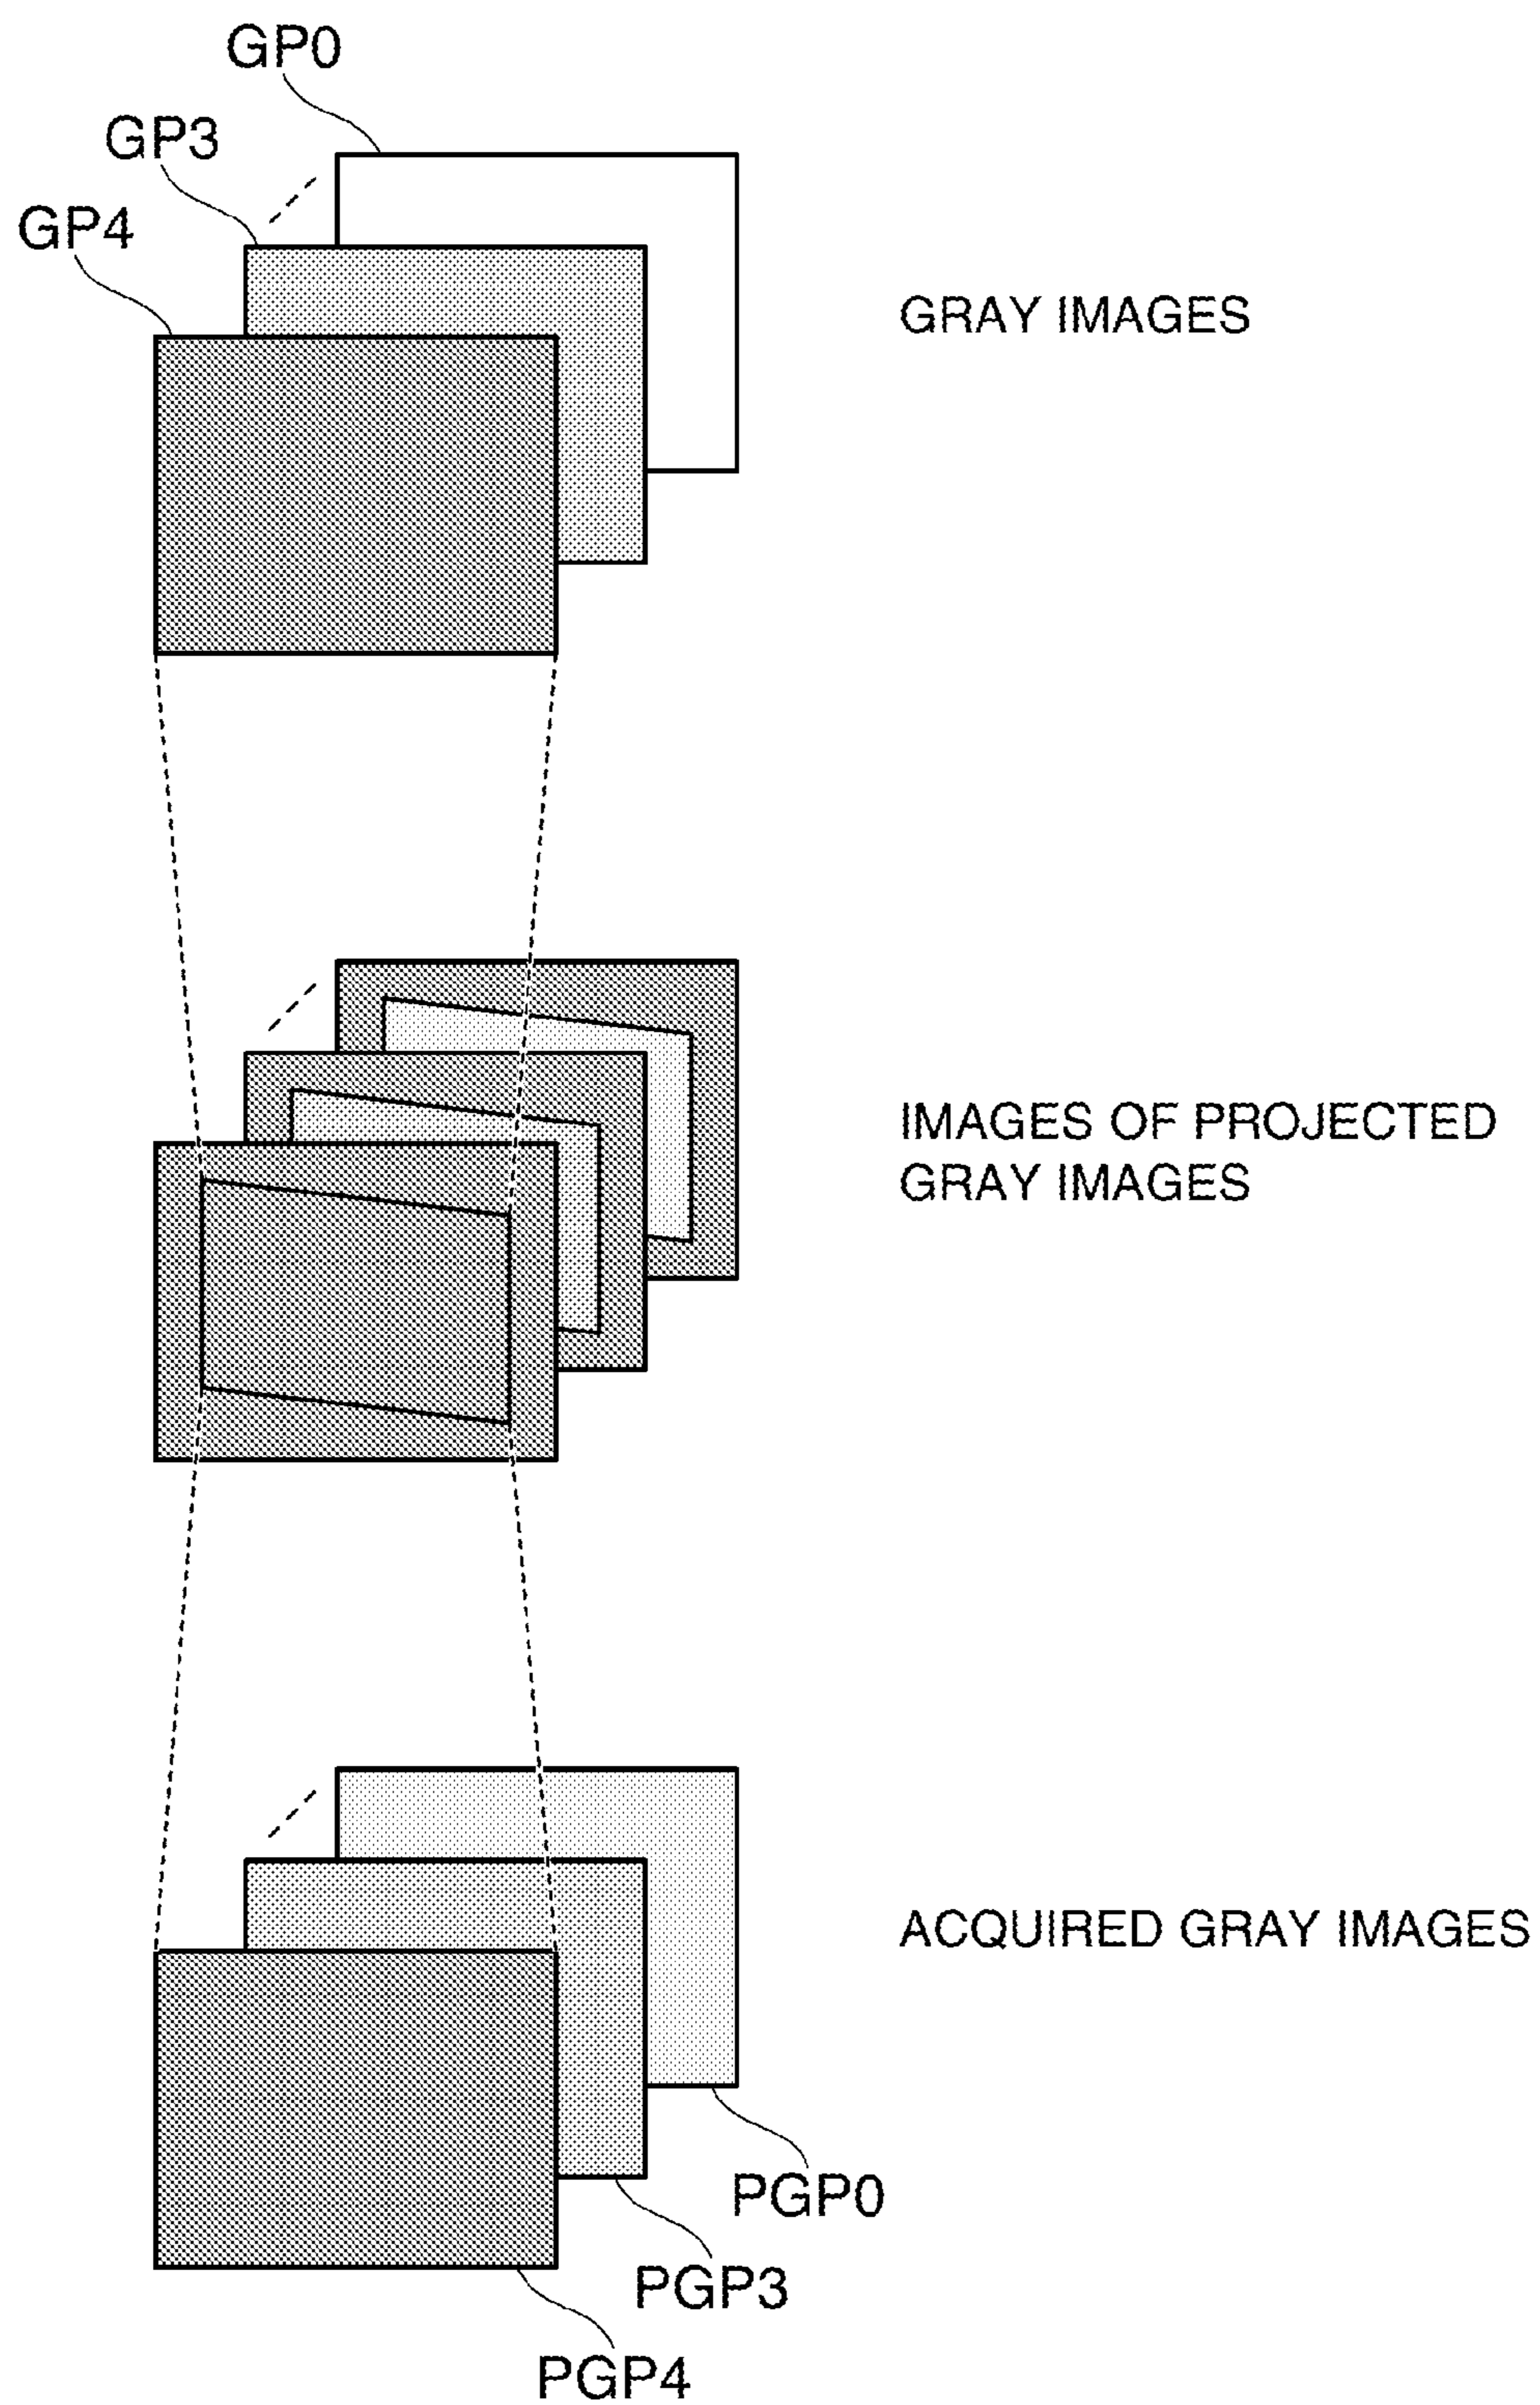 GP0
GP3
GP4
GRAY IMAGES
IMAGES OF PROJECTED
GRAY IMAGES
ACQUIRED GRAY IMAGES
PGP0
PGP3
PGP4